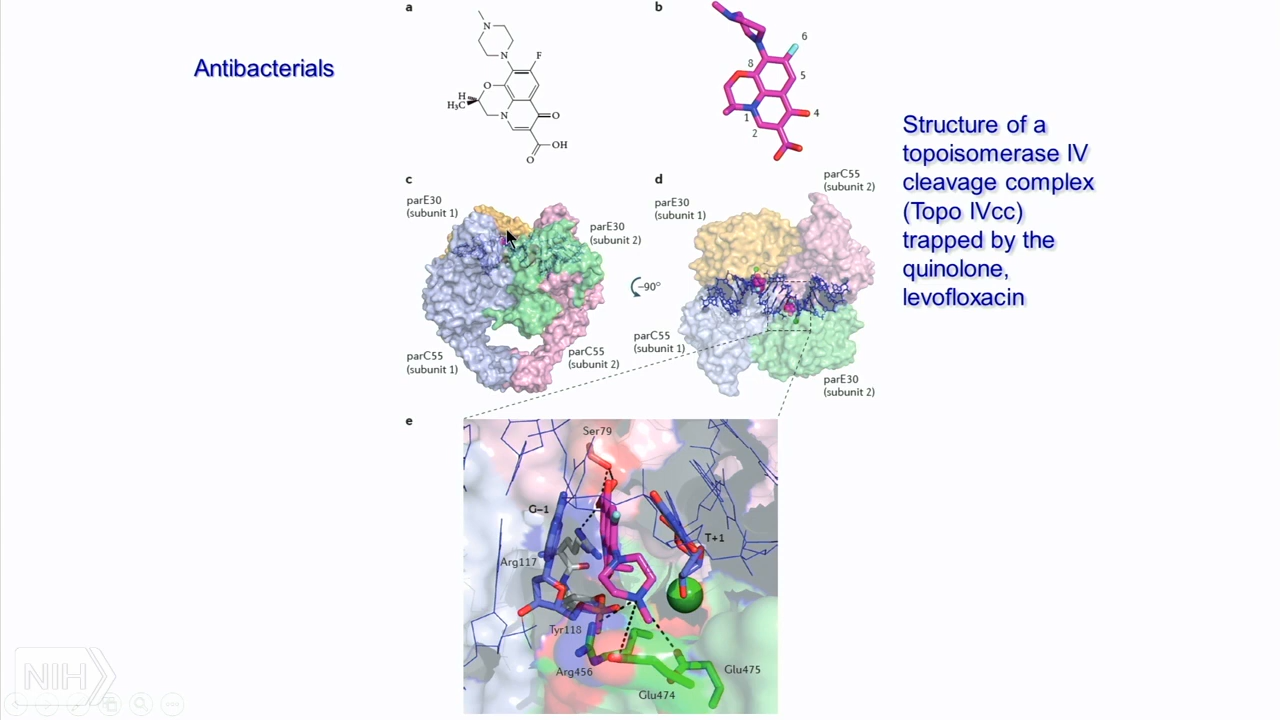 Antibacterials
a
N
N
F
O
H
H₃C
N
O
OH
O
b
6
8
5
4
1
2
Structure of a
topoisomerase IV
cleavage complex
(Topo IVcc)
trapped by the
quinolone,
levofloxacin
c
parE30
(subunit 1)
parE30
(subunit 2)
parC55
(subunit 1)
parC55
(subunit 2)
–90°
d
parC55
(subunit 2)
parE30
(subunit 1)
parC55
(subunit 1)
parE30
(subunit 2)
e
Ser79
G–1
T+1
Arg117
Tyr118
Arg456
Glu475
Glu474
NIH